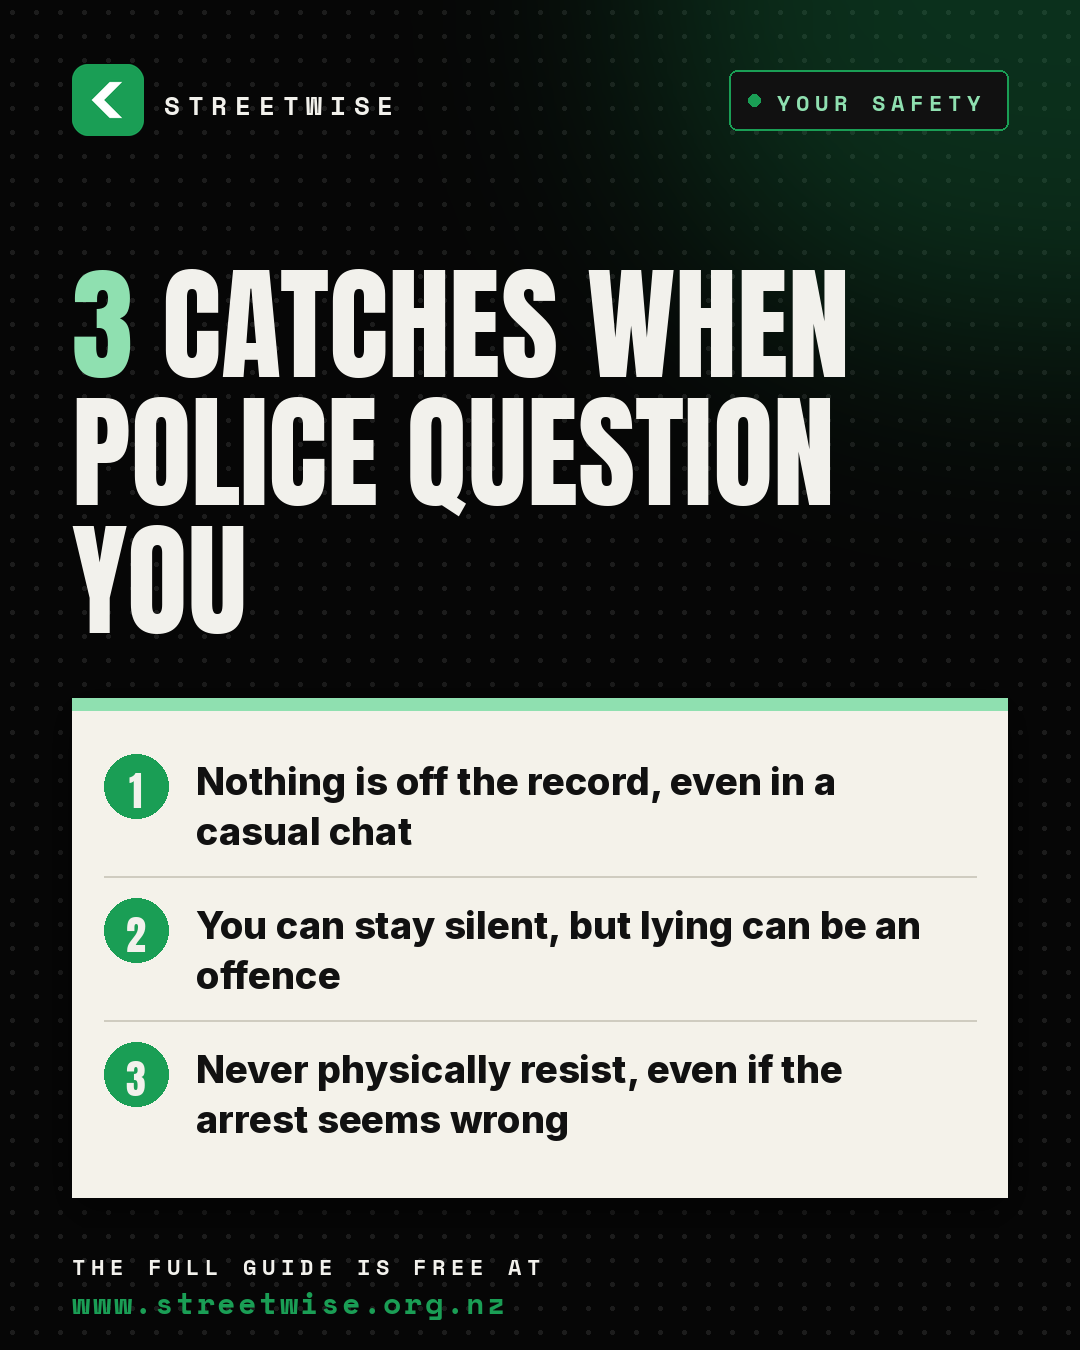 STREETWISE
YOUR SAFETY
3 CATCHES WHEN
POLICE QUESTION
YOU
1 Nothing is off the record, even in a
casual chat
2 You can stay silent, but lying can be an
offence
3 Never physically resist, even if the
arrest seems wrong
THE FULL GUIDE IS FREE AT
www.streetwise.org.nz